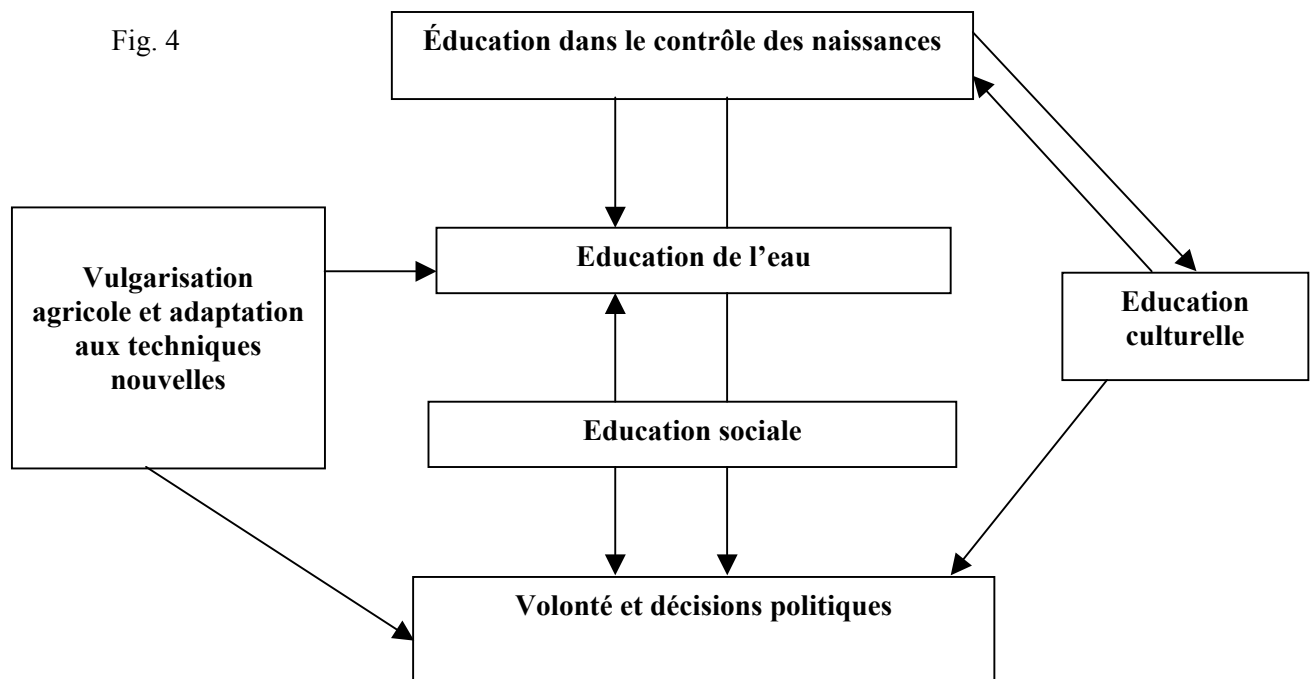 Fig. 4
Éducation dans le contrôle des naissances
Education de l’eau
Vulgarisation
agricole et adaptation
aux techniques
nouvelles
Education
culturelle
Education sociale
Volonté et décisions politiques